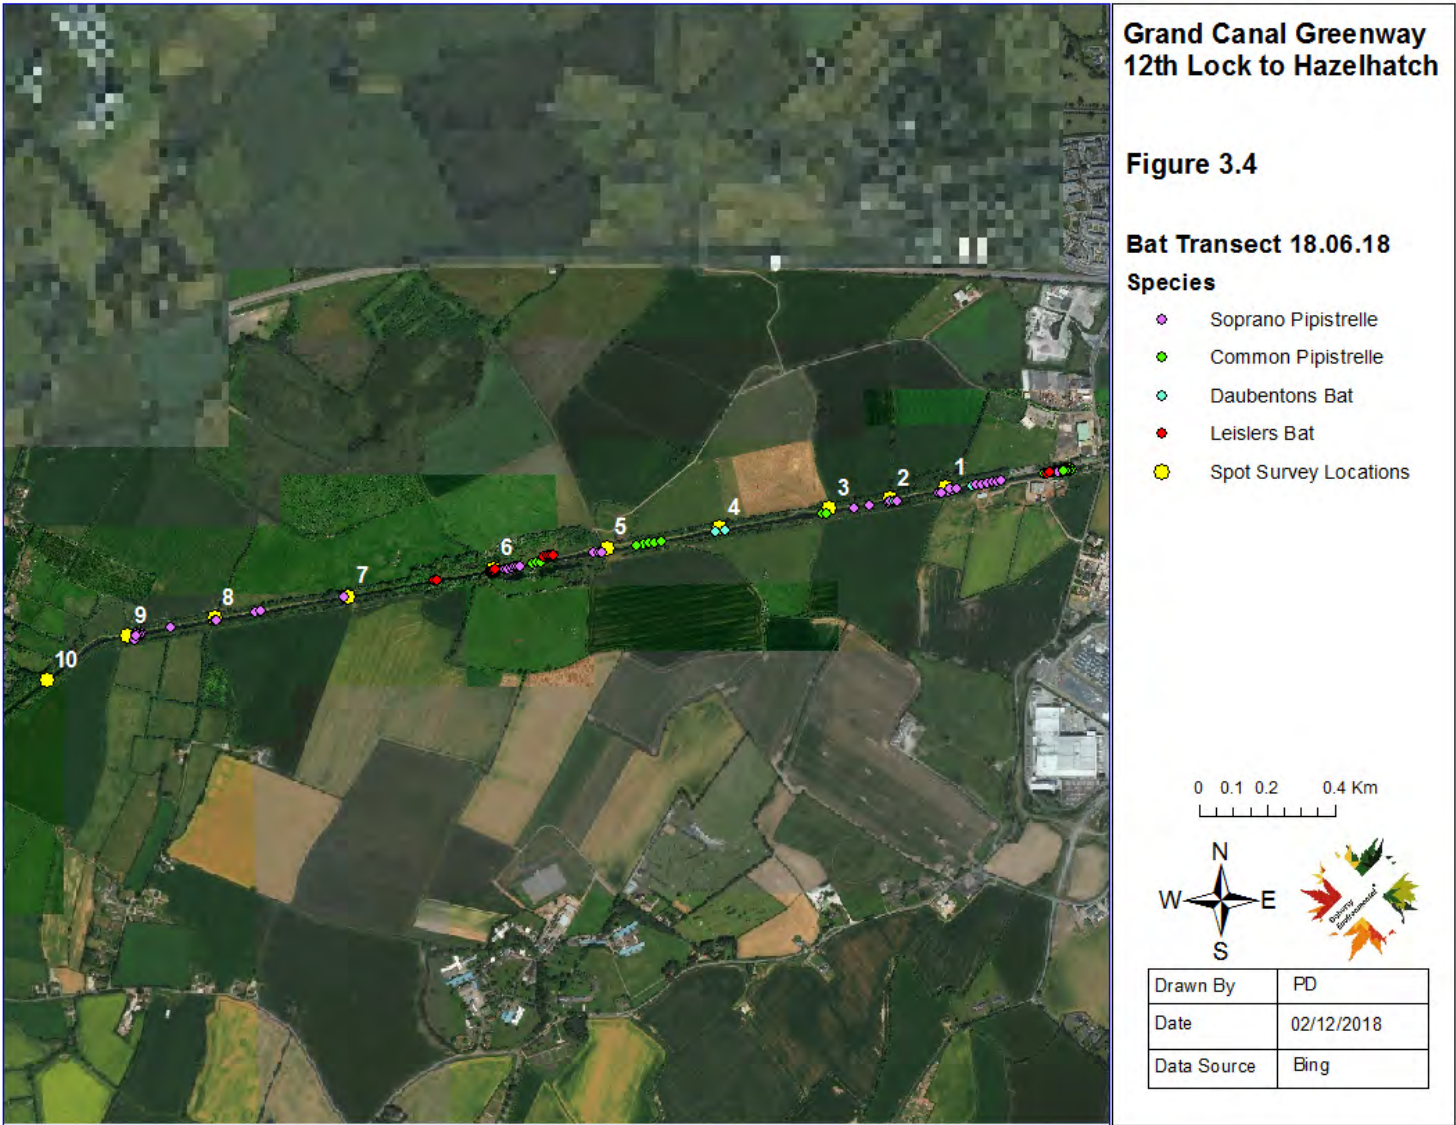 Grand Canal Greenway
12th Lock to Hazelhatch
Figure 3.4
Bat Transect 18.06.18
Species
Soprano Pipistrelle
Common Pipistrelle
Daubentons Bat
Leislers Bat
Spot Survey Locations
1
2
3
4
5
6
7
8
9
10
0 0.1 0.2 0.4 Km
N
W E
S
Doherty
Environmental
Drawn By PD
Date 02/12/2018
Data Source Bing